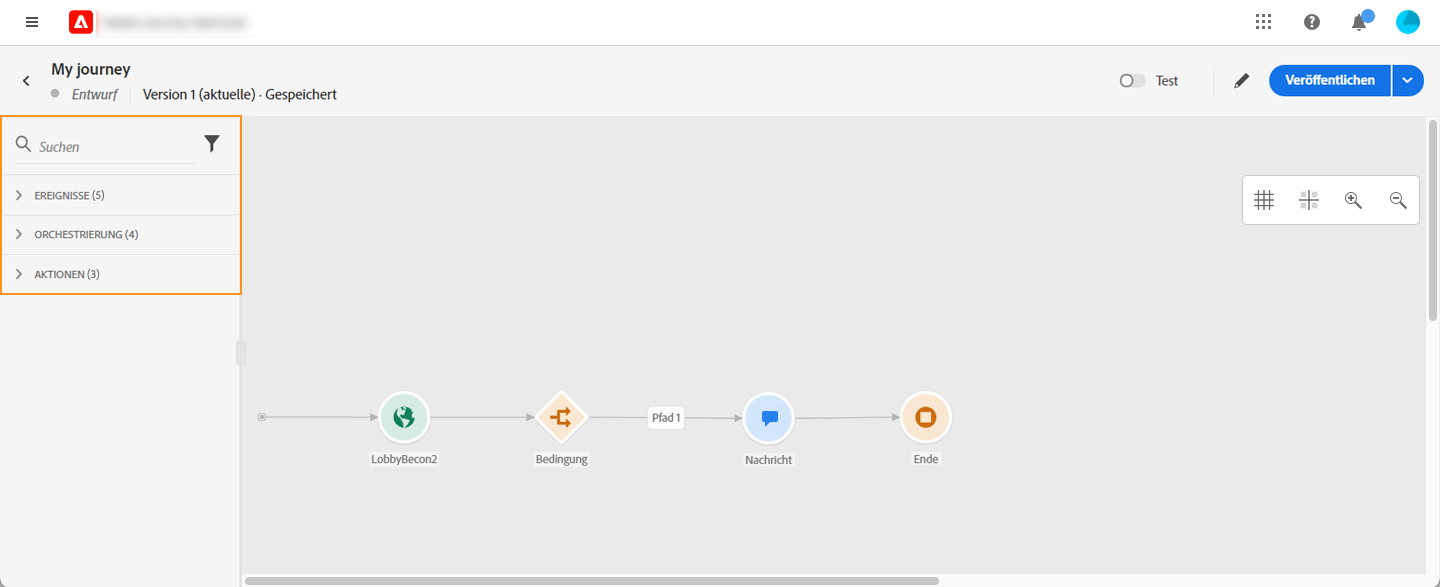 My journey
Entwurf
Version 1 (aktuelle) · Gespeichert
Test
Veröffentlichen
Suchen
EREIGNISSE (5)
ORCHESTRIERUNG (4)
AKTIONEN (3)
Pfad 1
LobbyBecon2
Bedingung
Nachricht
Ende